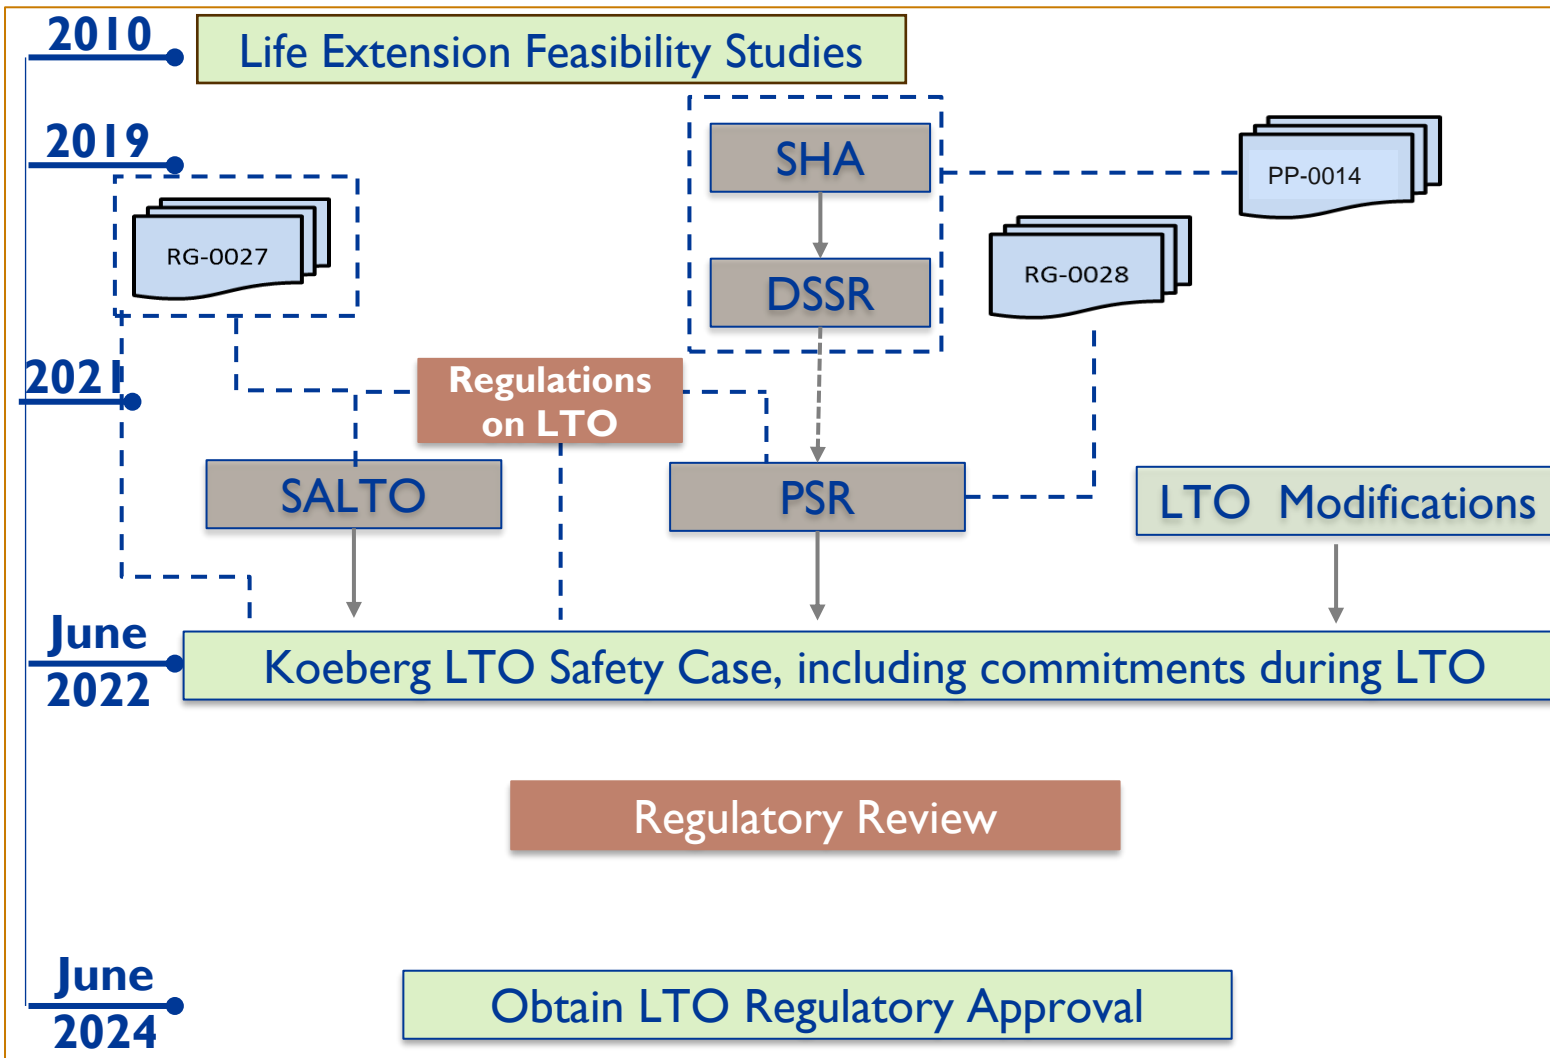 2010
Life Extension Feasibility Studies
2019
SHA
PP-0014
RG-0027
RG-0028
DSSR
2021
Regulations
on LTO
SALTO
PSR
LTO  Modifications
June
2022
Koeberg LTO Safety Case, including commitments during LTO
Regulatory Review
June
2024
Obtain LTO Regulatory Approval